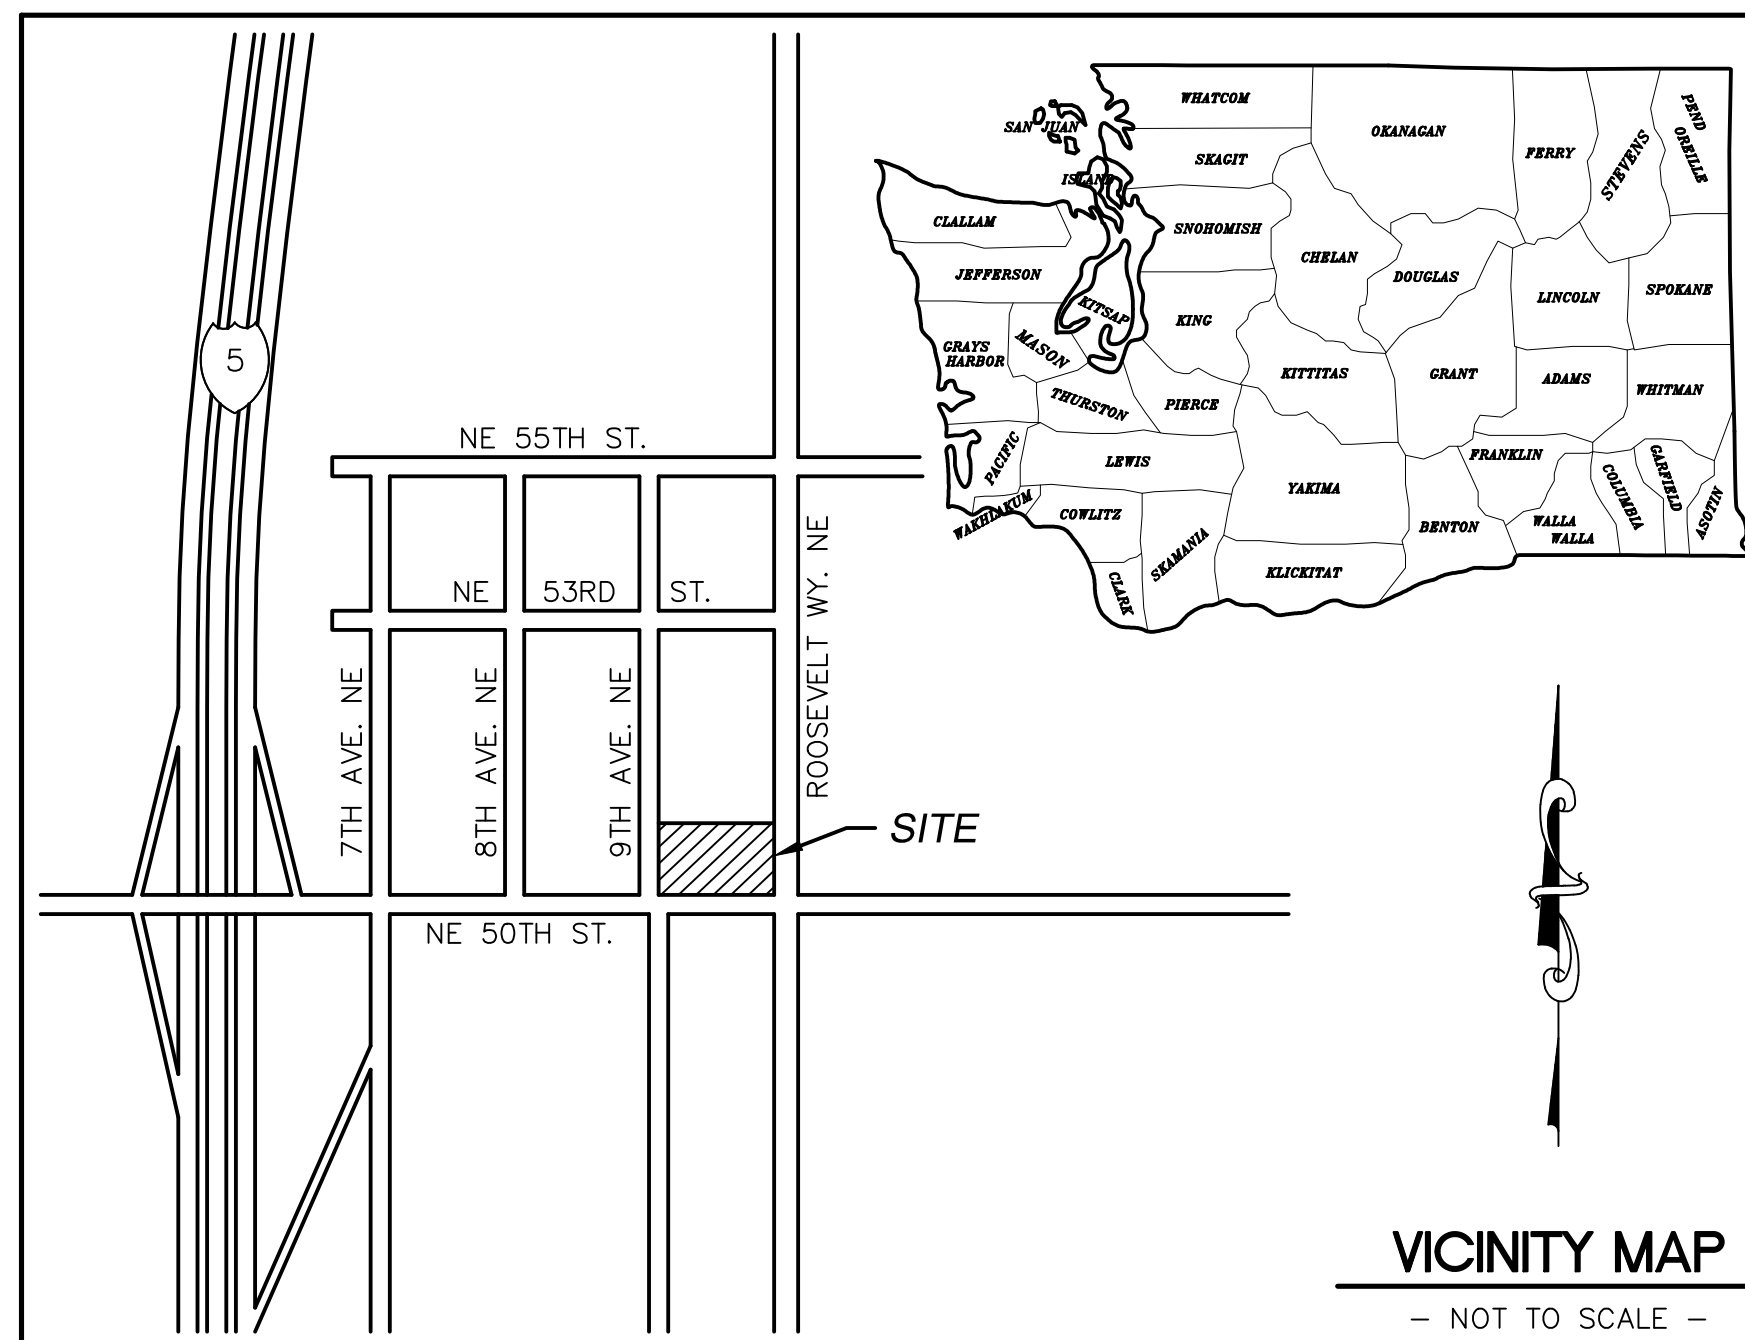 5
NE 55TH ST.
NE 53RD ST.
7TH AVE. NE
8TH AVE. NE
9TH AVE. NE
ROOSEVELT WY. NE
SITE
NE 50TH ST.
WHATCOM
SAN JUAN
SKAGIT
ISLAND
OKANAGAN
FERRY
STEVENS
PEND
OREILLE
CLALLAM
SNOHOMISH
JEFFERSON
CHELAN
DOUGLAS
LINCOLN
SPOKANE
KITSAP
KING
GRAYS
HARBOR
MASON
KITTITAS
GRANT
ADAMS
WHITMAN
THURSTON
PIERCE
PACIFIC
LEWIS
YAKIMA
FRANKLIN
GARFIELD
COLUMBIA
ASOTIN
WAKHIAKUM
COWLITZ
SKAMANIA
BENTON
WALLA
WALLA
CLARK
KLICKITAT
VICINITY MAP
– NOT TO SCALE –